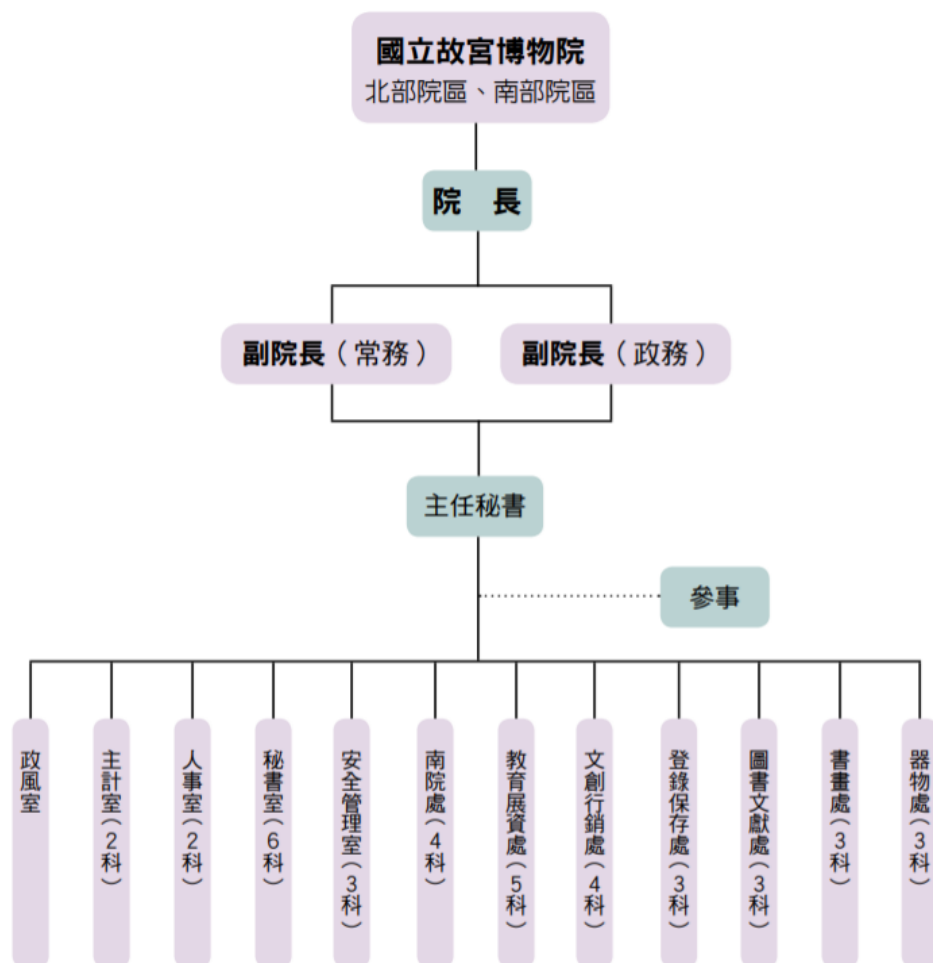 國立故宮博物院
北部院區、南部院區
院 長
副院長（常務）
副院長（政務）
主任秘書
參事
政風室
主計室（2科）
人事室（2科）
秘書室（6科）
安全管理室（3科）
南院處（4科）
教育展資處（5科）
文創行銷處（4科）
登錄保存處（3科）
圖書文獻處（3科）
書畫處（3科）
器物處（3科）